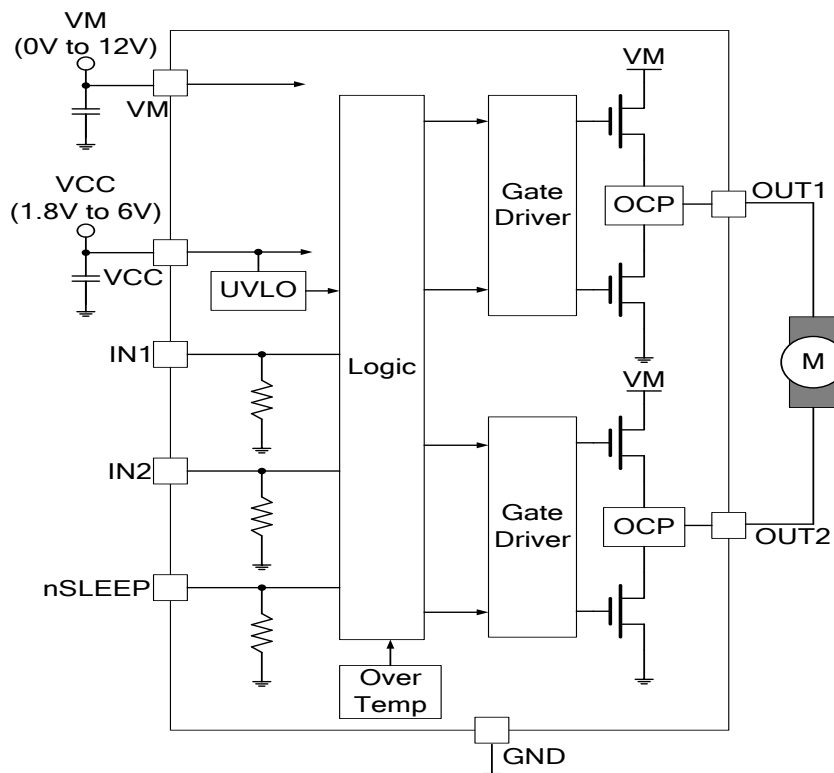 VM
(0V to 12V)
VM
VCC
(1.8V to 6V)
VCC
UVLO
IN1
IN2
nSLEEP
Logic
Over
Temp
Gate
Driver
VM
OCP
OUT1
M
Gate
Driver
VM
OCP
OUT2
GND